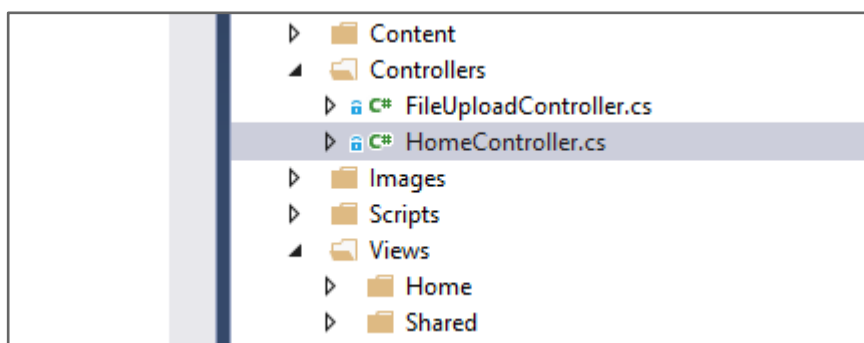 Content
Controllers
C# FileUploadController.cs
C# HomeController.cs
Images
Scripts
Views
Home
Shared